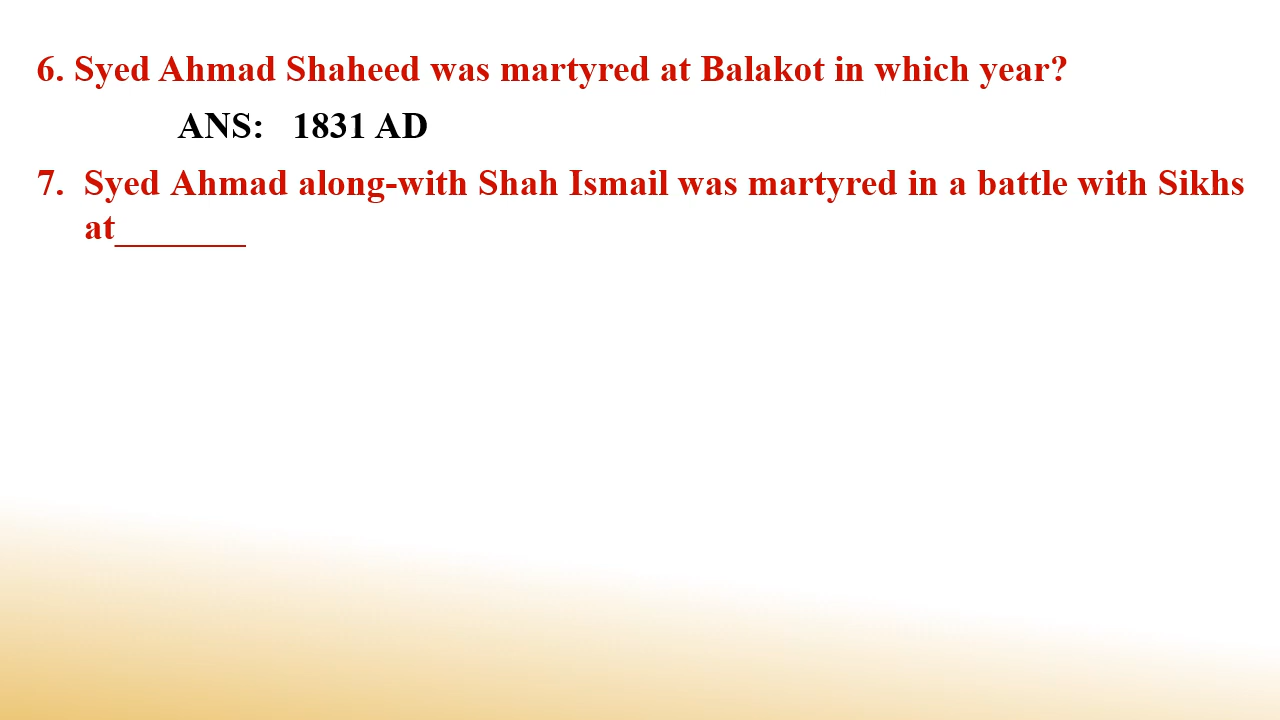 6. Syed Ahmad Shaheed was martyred at Balakot in which year?
ANS: 1831 AD
7. Syed Ahmad along-with Shah Ismail was martyred in a battle with Sikhs
at_______